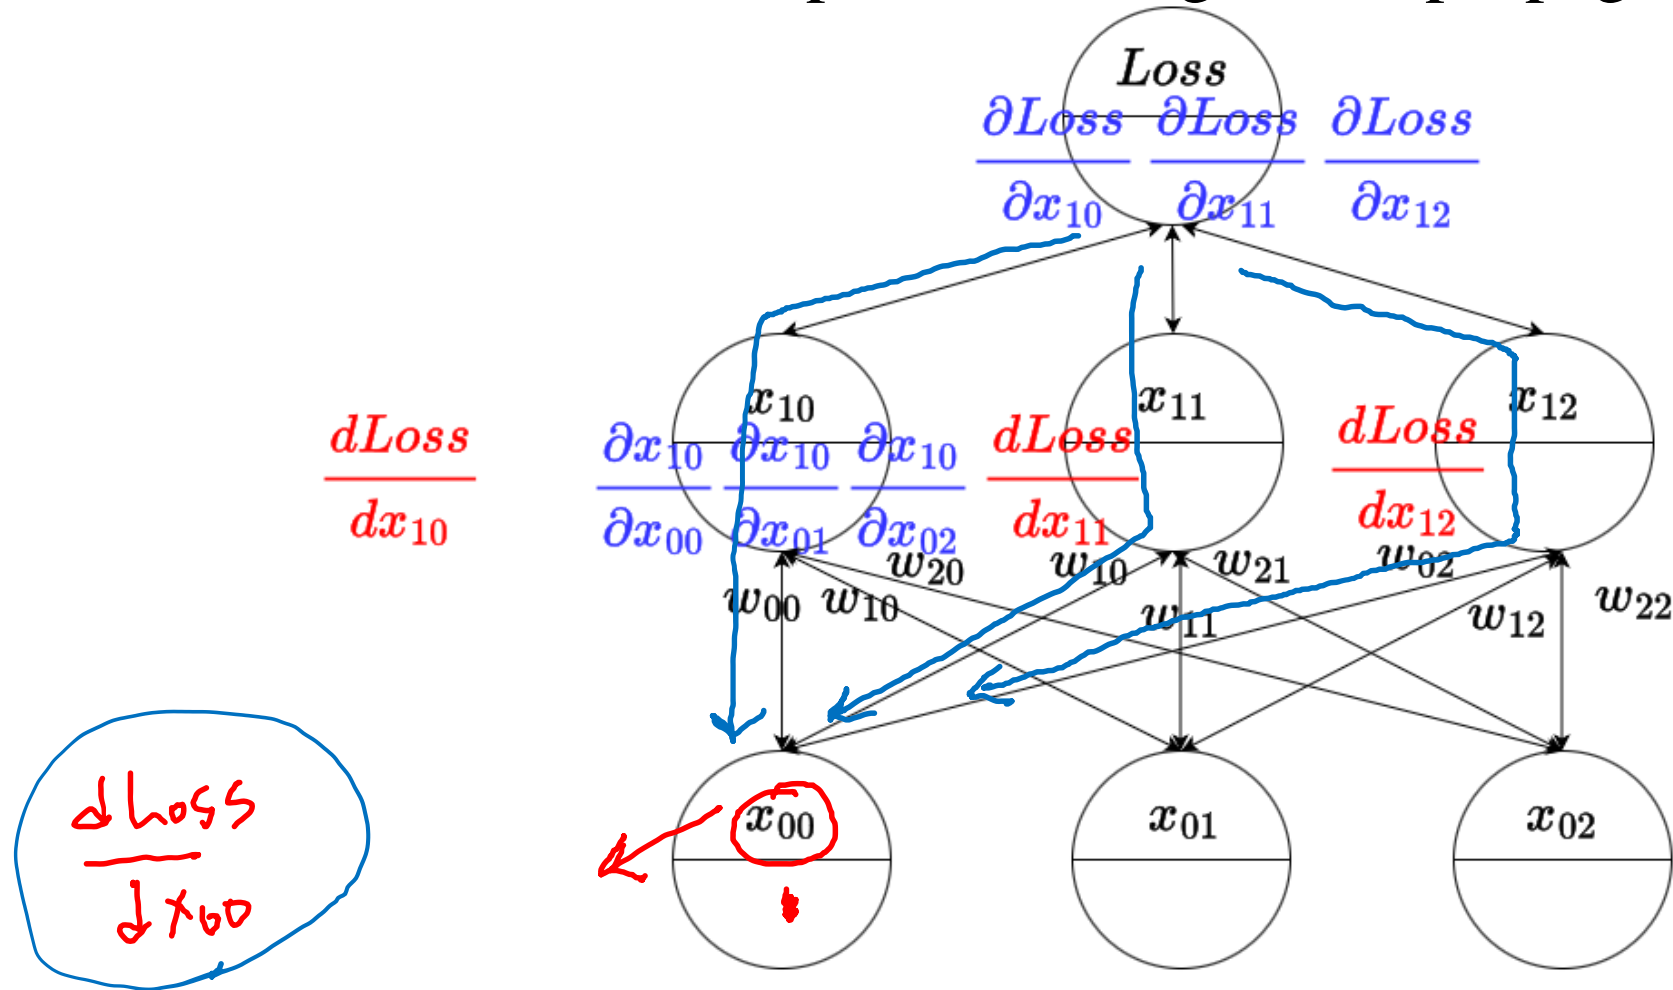 Loss
∂Loss/∂x₁₀ ∂Loss/∂x₁₁ ∂Loss/∂x₁₂
x₁₀ x₁₁ x₁₂
dLoss/dx₁₀ ∂x₁₀/∂x₀₀ ∂x₁₀/∂x₀₁ ∂x₁₀/∂x₀₂ dLoss/dx₁₁ dLoss/dx₁₂
w₂₀ w₁₀ w₂₁ w₀₂
w₀₀ w₁₀ w₁₁ w₁₂ w₂₂
x₀₀ x₀₁ x₀₂
dLoss/dx₀₀